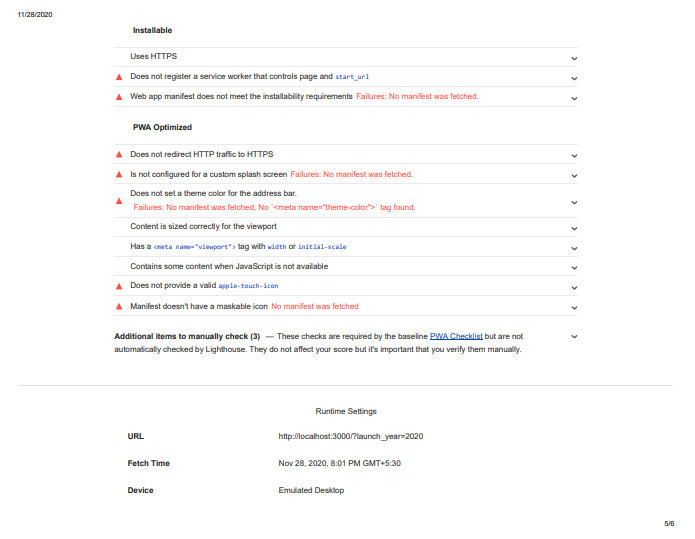 11/28/2020
Installable
Uses HTTPS
Does not register a service worker that controls page and start_url
Web app manifest does not meet the installability requirements Failures: No manifest was fetched.
PWA Optimized
Does not redirect HTTP traffic to HTTPS
Is not configured for a custom splash screen Failures: No manifest was fetched.
Does not set a theme color for the address bar.
Failures: No manifest was fetched, No `<meta name="theme-color">` tag found.
Content is sized correctly for the viewport
Has a <meta name="viewport"> tag with width or initial-scale
Contains some content when JavaScript is not available
Does not provide a valid apple-touch-icon
Manifest doesn't have a maskable icon No manifest was fetched
Additional items to manually check (3) — These checks are required by the baseline PWA Checklist but are not
automatically checked by Lighthouse. They do not affect your score but it's important that you verify them manually.
Runtime Settings
URL http://localhost:3000/?launch_year=2020
Fetch Time Nov 28, 2020, 8:01 PM GMT+5:30
Device Emulated Desktop
5/6